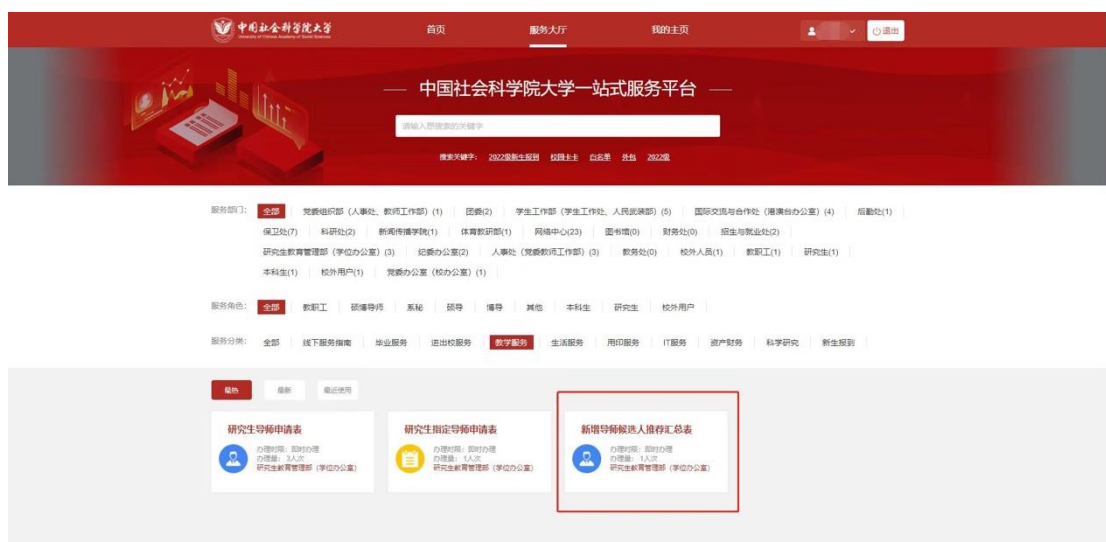 中国社会科学院大学
University of Chinese Academy of Social Sciences
首页
服务大厅
我的主页
退出
中国社会科学院大学一站式服务平台
请输入想搜索的关键字
搜索关键字： 2022级新生报到 校园卡卡 白名单 外包 2022级
服务部门： 全部 党委组织部（人事处、教师工作部）(1) 团委(2) 学生工作部（学生工作处、人民武装部）(5) 国际交流与合作处（港澳台办公室）(4) 后勤处(1)
保卫处(7) 科研处(2) 新闻传播学院(1) 体育教研部(1) 网络中心(23) 图书馆(0) 财务处(0) 招生与就业处(2)
研究生教育管理部（学位办公室）(3) 纪委办公室(2) 人事处（党委教师工作部）(3) 教务处(0) 校外人员(1) 教职工(1) 研究生(1)
本科生(1) 校外用户(1) 党委办公室（校办公室）(1)
服务角色： 全部 教职工 硕博导师 系秘 硕导 博导 其他 本科生 研究生 校外用户
服务分类： 全部 线下服务指南 毕业服务 进出校服务 教学服务 生活服务 用印服务 IT服务 资产财务 科学研究 新生报到
最热 最新 最近使用
研究生导师申请表
办理时限：即时办理
办理量：3人次
研究生教育管理部（学位办公室）
研究生指定导师申请表
办理时限：即时办理
办理量：1人次
研究生教育管理部（学位办公室）
新增导师候选人推荐汇总表
办理时限：即时办理
办理量：1人次
研究生教育管理部（学位办公室）